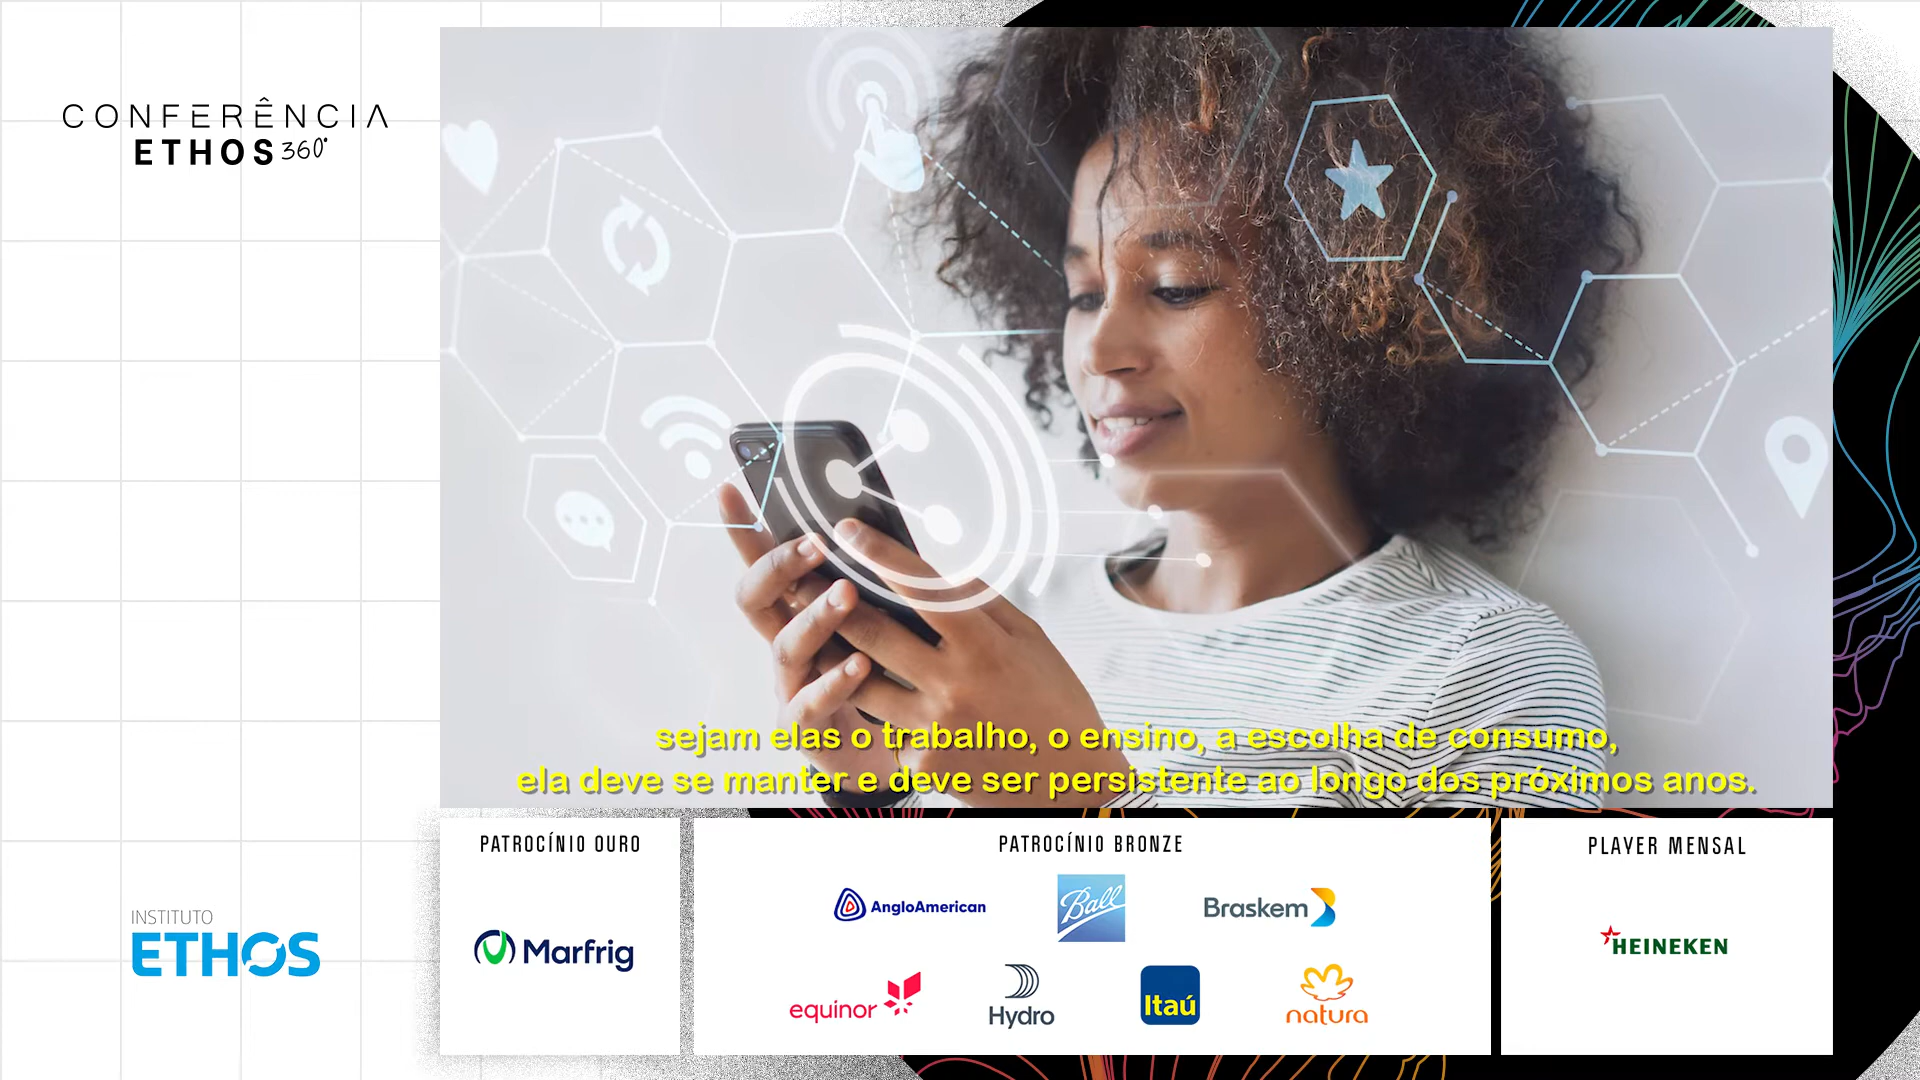 CONFERÊNCIA
ETHOS 360°
sejam elas o trabalho, o ensino, a escolha de consumo,
ela deve se manter e deve ser persistente ao longo dos próximos anos.
INSTITUTO
ETHOS
PATROCÍNIO OURO
Marfrig
PATROCÍNIO BRONZE
AngloAmerican
Ball
Braskem
equinor
Hydro
Itaú
natura
PLAYER MENSAL
HEINEKEN